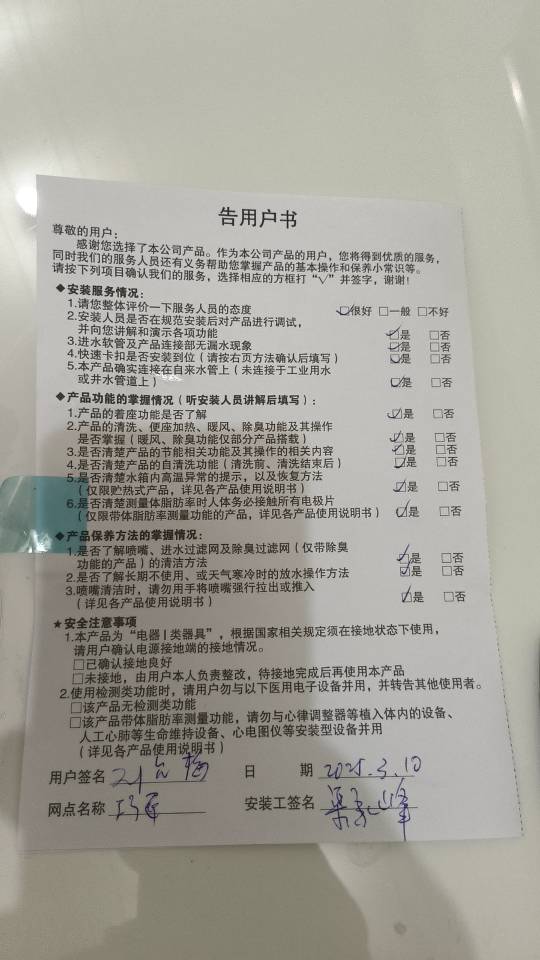 告用户书
尊敬的用户：
感谢您选择了本公司产品。作为本公司产品的用户，您将得到优质的服务，
同时我们的服务人员还有义务帮助您掌握产品的基本操作和保养小常识等。
请按下列项目确认我们的服务，选择相应的方框打“√”并签字，谢谢！
◆安装服务情况：
1.请您整体评价一下服务人员的态度 ☑很好 □一般 □不好
2.安装人员是否在规范安装后对产品进行调试，
并向您讲解和演示各项功能 ☑是 □否
3.进水软管及产品连接部无漏水现象 ☑是 □否
4.快速卡扣是否安装到位（请按右页方法确认后填写） ☑是 □否
5.本产品确实连接在自来水管上（未连接于工业用水
或井水管道上） ☑是 □否
◆产品功能的掌握情况（听安装人员讲解后填写）：
1.产品的着座功能是否了解 ☑是 □否
2.产品的清洗、便座加热、暖风、除臭功能及其操作
是否掌握（暖风、除臭功能仅部分产品搭载） ☑是 □否
3.是否清楚产品的节能相关功能及其操作的相关内容 ☑是 □否
4.是否清楚产品的自清洗功能（清洗前、清洗结束后） ☑是 □否
5.是否清楚水箱内高温异常的提示，以及恢复方法
（仅限贮热式产品，详见各产品使用说明书） ☑是 □否
6.是否清楚测量体脂肪率时人体务必接触所有电极片
（仅限带体脂肪率测量功能的产品，详见各产品使用说明书） ☑是 □否
◆产品保养方法的掌握情况：
1.是否了解喷嘴、进水过滤网及除臭过滤网（仅带除臭
功能的产品）的清洁方法 ☑是 □否
2.是否了解长期不使用、或天气寒冷时的放水操作方法 ☑是 □否
3.喷嘴清洁时，请勿用手将喷嘴强行拉出或推入
（详见各产品使用说明书） ☑是 □否
★安全注意事项
1.本产品为“电器Ⅰ类器具”，根据国家相关规定须在接地状态下使用，
请用户确认电源接地端的接地情况。
□已确认接地良好
□未接地，由用户本人负责整改，待接地完成后再使用本产品
2.使用检测类功能时，请用户勿与以下医用电子设备并用，并转告其他使用者。
□该产品无检测类功能
□该产品带体脂肪率测量功能，请勿与心律调整器等植入体内的设备、
人工心肺等生命维持设备、心电图仪等安装型设备并用
（详见各产品使用说明书）
用户签名 日 期 2025.3.10
网点名称 安装工签名